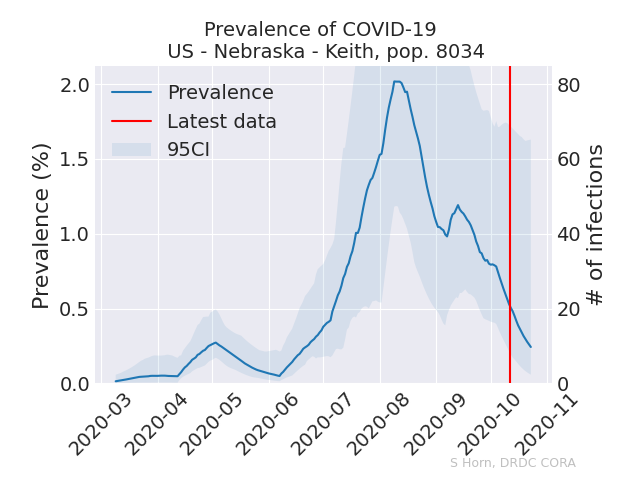 Prevalence of COVID-19
US - Nebraska - Keith, pop. 8034
Prevalence
Latest data
95CI
Prevalence (%)
2.0
1.5
1.0
0.5
0.0
# of infections
80
60
40
20
0
2020-03
2020-04
2020-05
2020-06
2020-07
2020-08
2020-09
2020-10
2020-11
S Horn, DRDC CORA